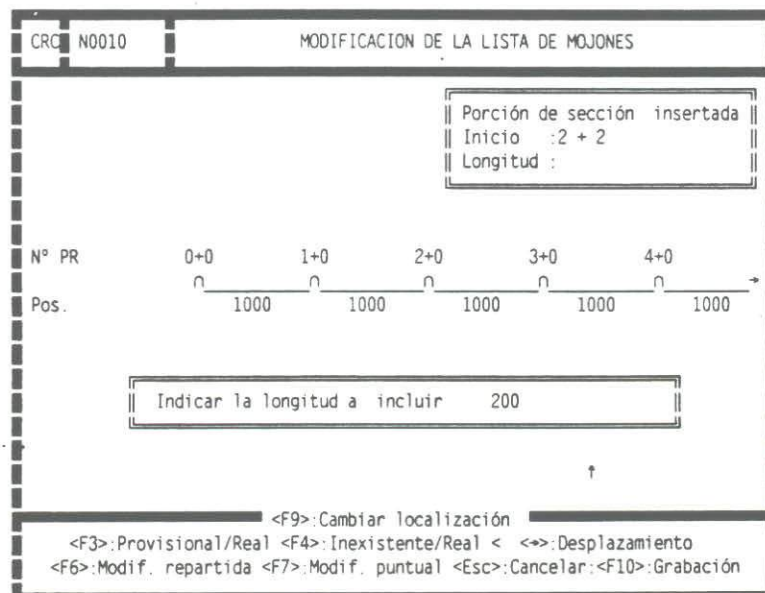 CRC N0010 MODIFICACION DE LA LISTA DE MOJONES
Porción de sección insertada
Inicio :2 + 2
Longitud :
Nº PR 0+0 1+0 2+0 3+0 4+0
Pos. 1000 1000 1000 1000 1000
Indicar la longitud a incluir 200
<F9>:Cambiar localización
<F3>:Provisional/Real <F4>:Inexistente/Real < <→>:Desplazamiento
<F6>:Modif. repartida <F7>:Modif. puntual <Esc>:Cancelar:<F10>:Grabación